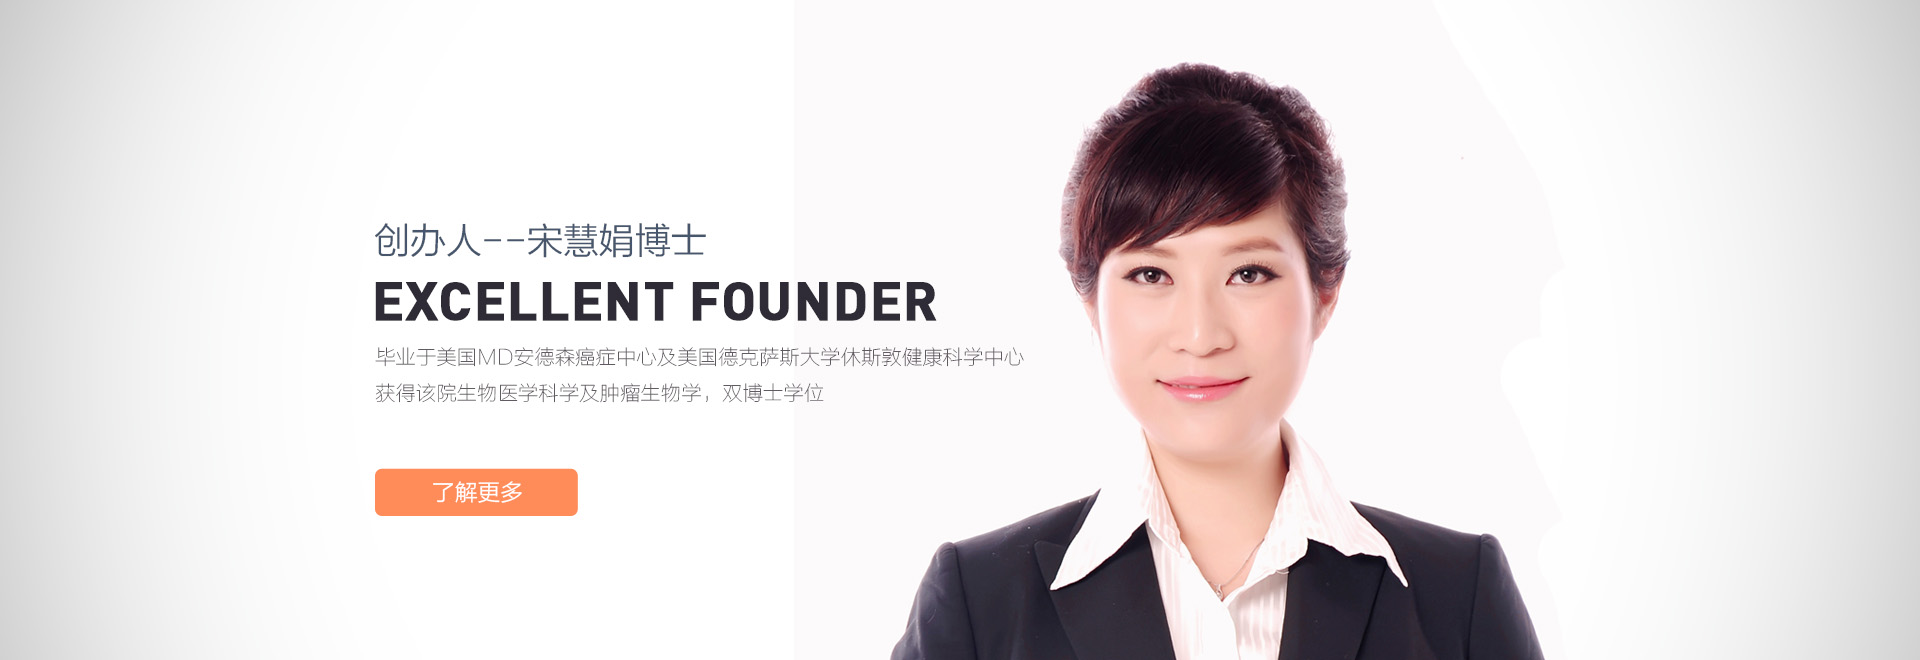 创办人--宋慧娟博士
EXCELLENT FOUNDER
毕业于美国MD安德森癌症中心及美国德克萨斯大学休斯敦健康科学中心
获得该院生物医学科学及肿瘤生物学，双博士学位
了解更多